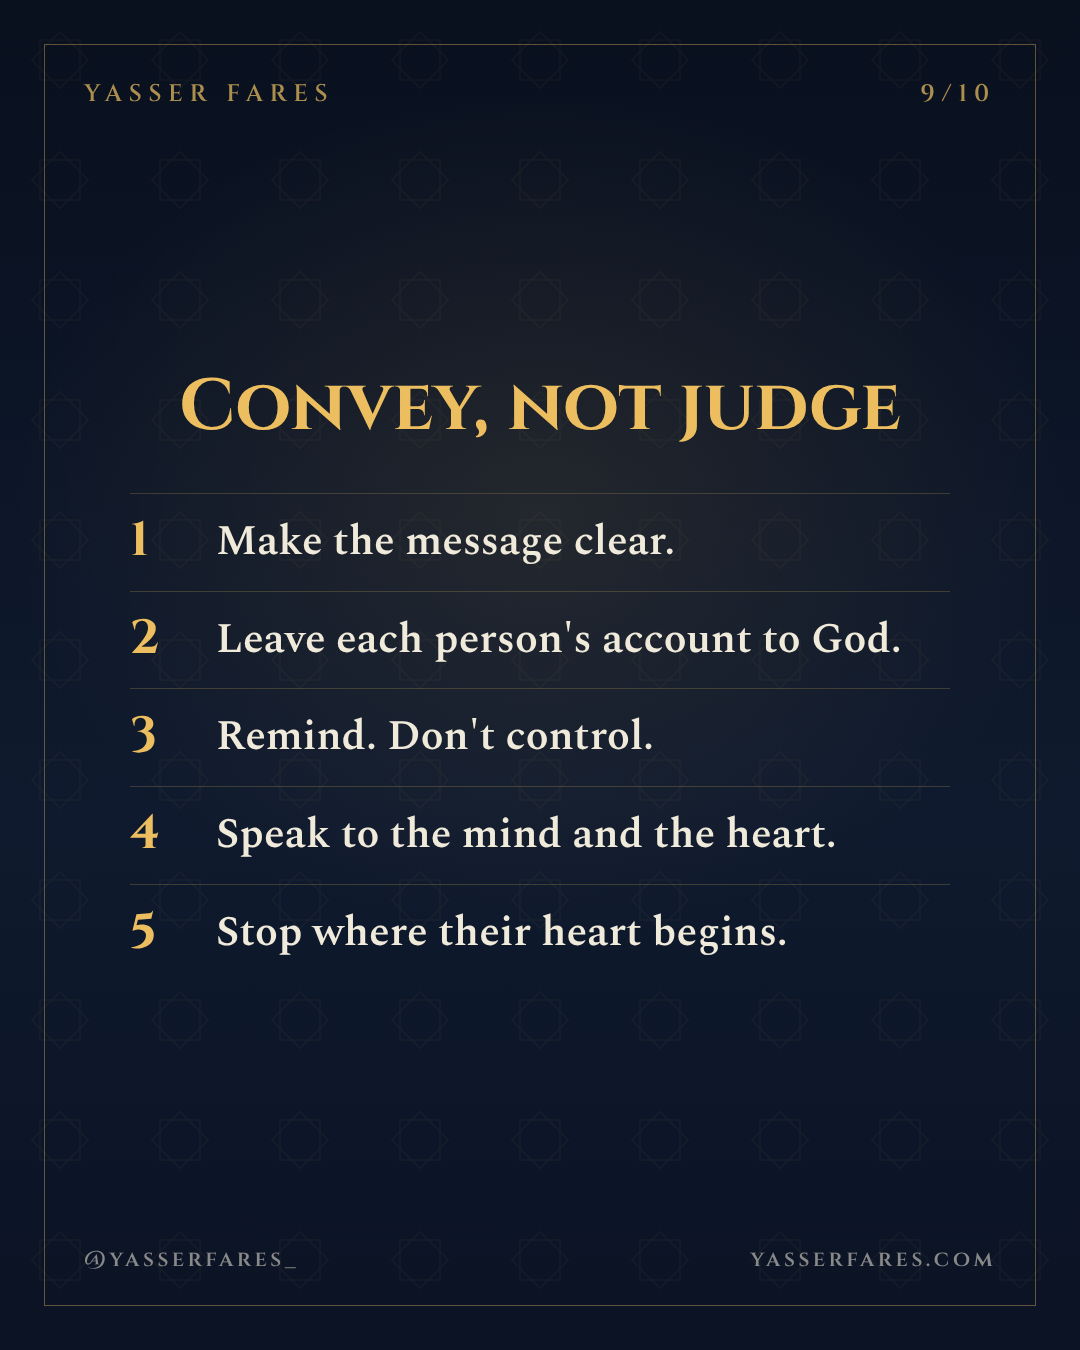 YASSER FARES
9/10
Convey, not judge
1 Make the message clear.
2 Leave each person's account to God.
3 Remind. Don't control.
4 Speak to the mind and the heart.
5 Stop where their heart begins.
@YASSERFARES_
YASSERFARES.COM